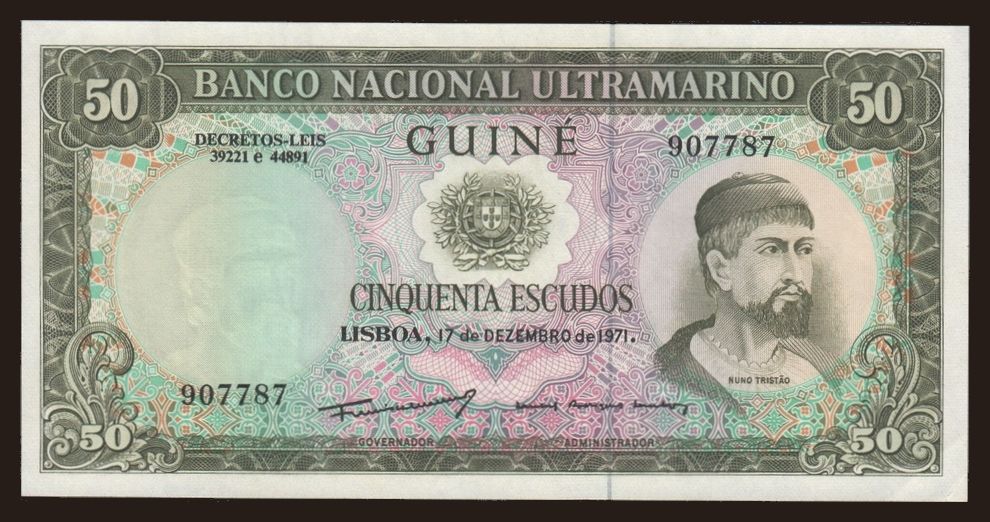 50
BANCO NACIONAL ULTRAMARINO
50
DECRETOS-LEIS
39221 e 44891
GUINÉ
907787
CINQUENTA ESCUDOS
LISBOA, 17 de DEZEMBRO de 1971.
NUNO TRISTÃO
907787
GOVERNADOR
ADMINISTRADOR
50
50